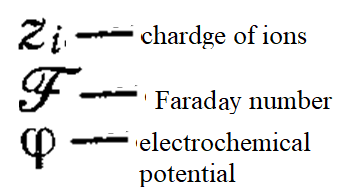 zᵢ — chardge of ions
ℱ — Faraday number
φ — electrochemical
potential